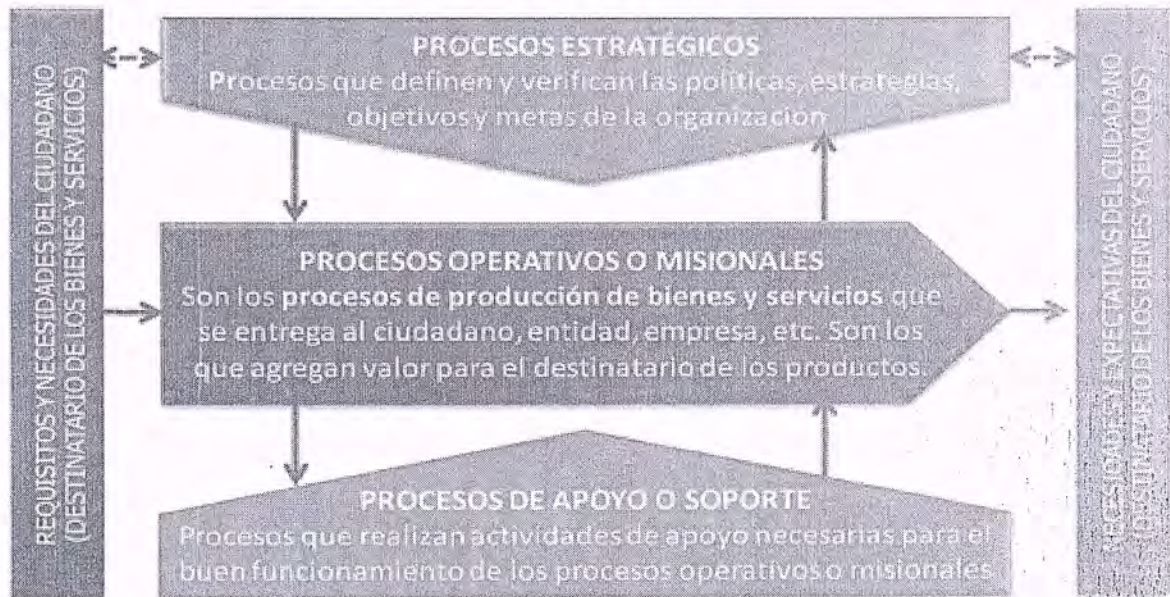 REQUISITOS Y NECESIDADES DEL CIUDADANO
(DESTINATARIO DE LOS BIENES Y SERVICIOS)
PROCESOS ESTRATÉGICOS
Procesos que definen y verifican las políticas, estrategias,
objetivos y metas de la organización
PROCESOS OPERATIVOS O MISIONALES
Son los procesos de producción de bienes y servicios que
se entrega al ciudadano, entidad, empresa, etc. Son los
que agregan valor para el destinatario de los productos.
PROCESOS DE APOYO O SOPORTE
Procesos que realizan actividades de apoyo necesarias para el
buen funcionamiento de los procesos operativos o misionales
NECESIDADES Y EXPECTATIVAS DEL CIUDADANO
(DESTINATARIO DE LOS BIENES Y SERVICIOS)